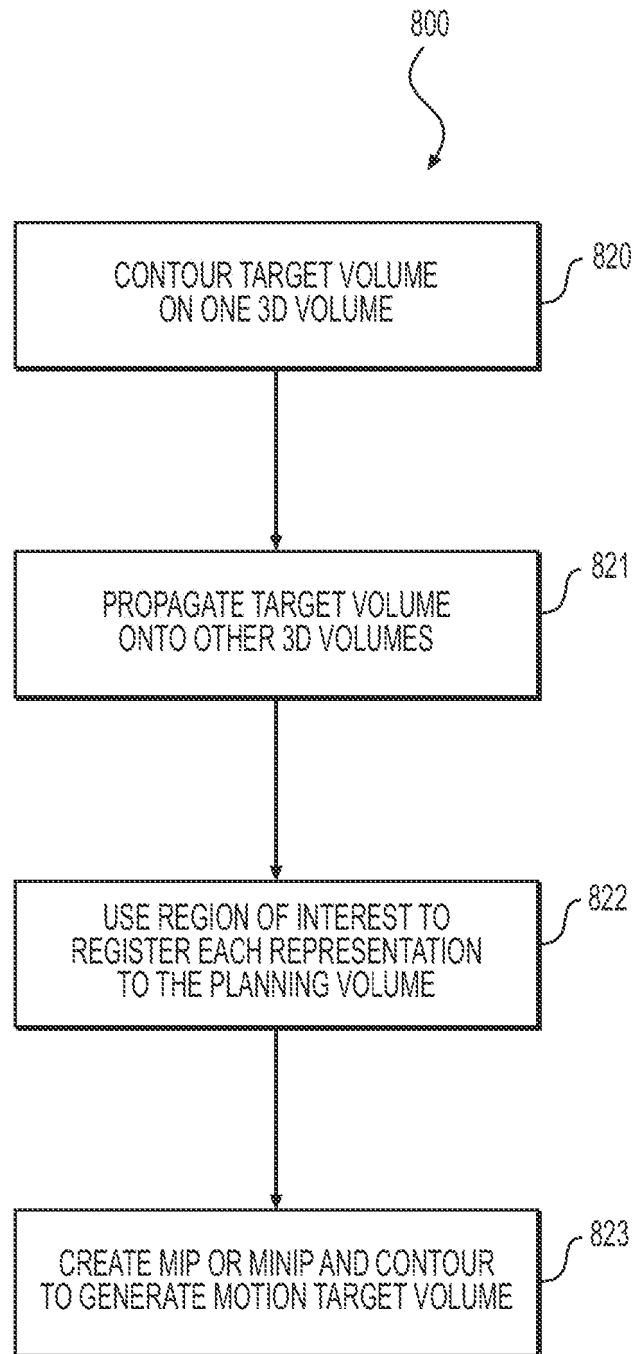 800
CONTOUR TARGET VOLUME
ON ONE 3D VOLUME
820
PROPAGATE TARGET VOLUME
ONTO OTHER 3D VOLUMES
821
USE REGION OF INTEREST TO
REGISTER EACH REPRESENTATION
TO THE PLANNING VOLUME
822
CREATE MIP OR MINIP AND CONTOUR
TO GENERATE MOTION TARGET VOLUME
823